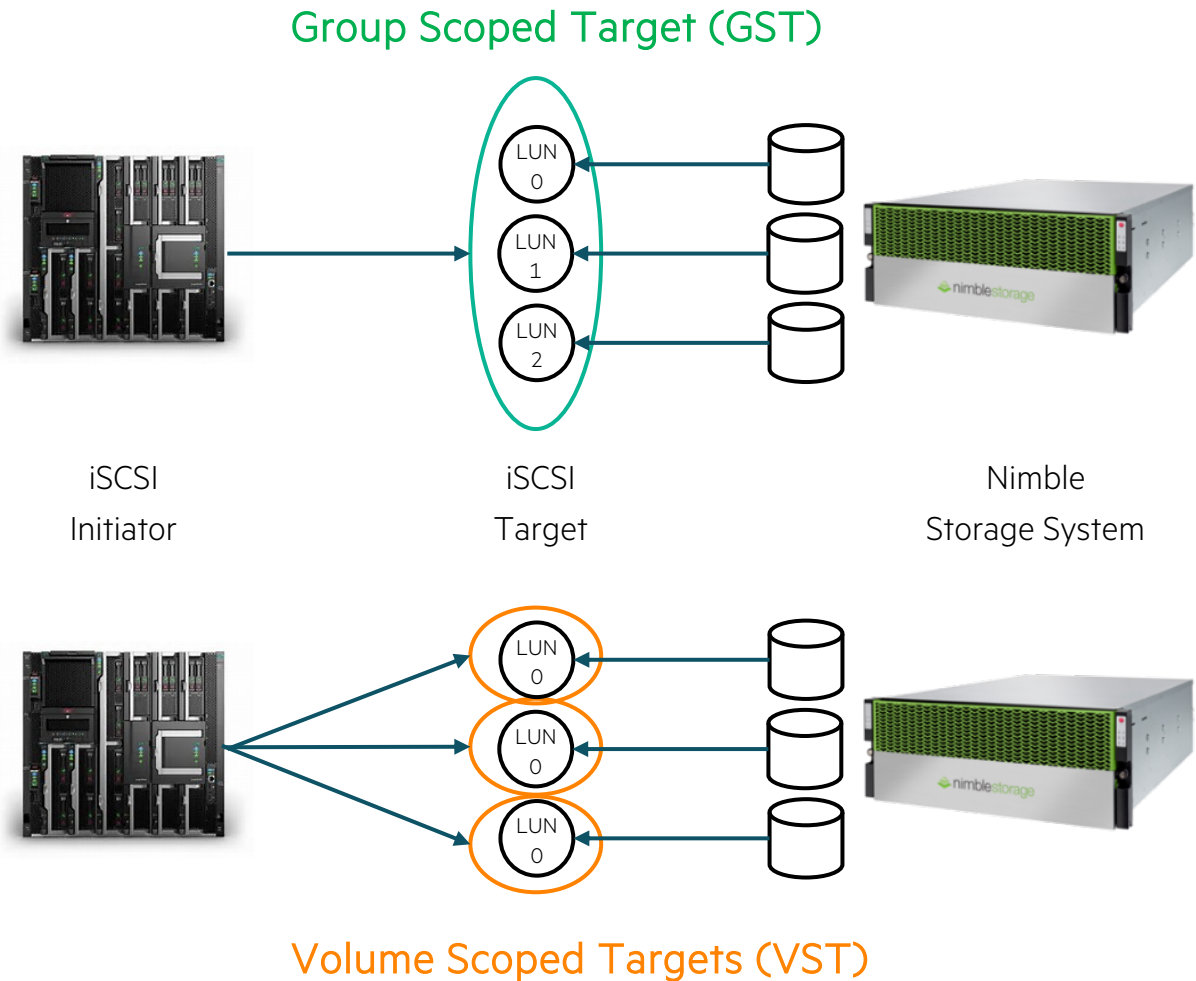 Group Scoped Target (GST)
LUN
0
LUN
1
LUN
2
nimblestorage
iSCSI
Initiator
iSCSI
Target
Nimble
Storage System
LUN
0
LUN
0
LUN
0
nimblestorage
Volume Scoped Targets (VST)